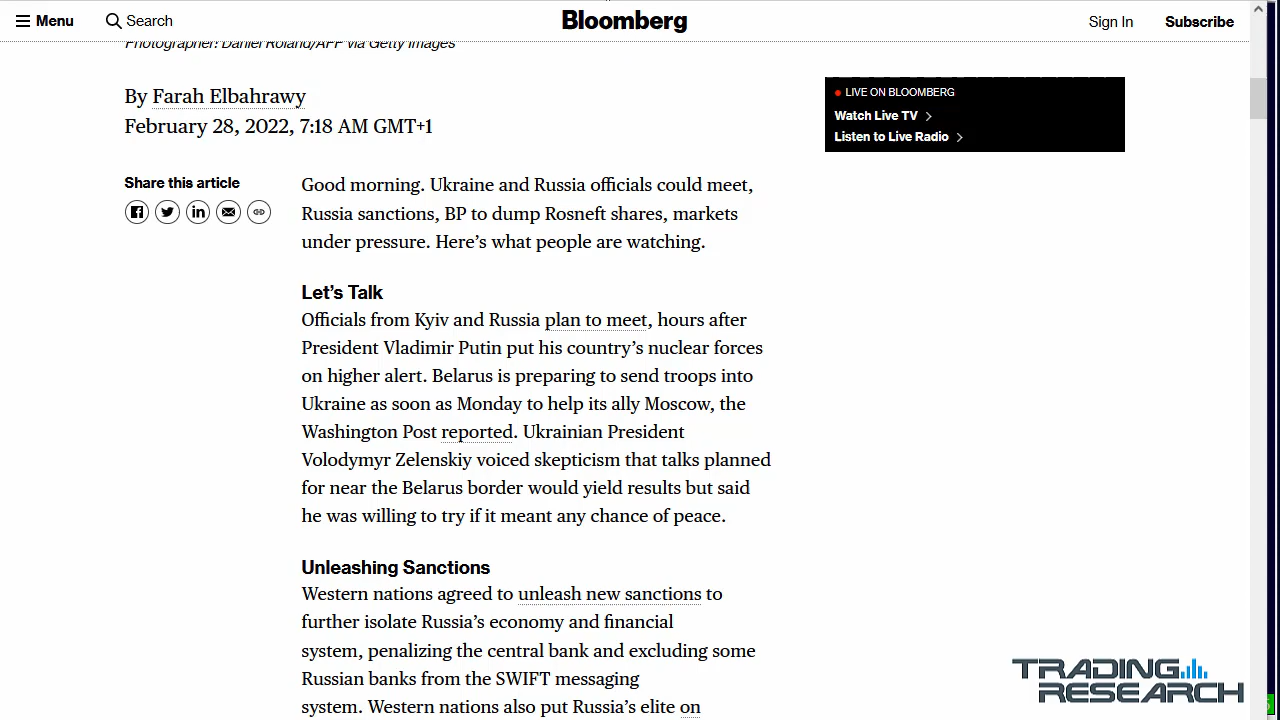 Menu
Search
Bloomberg
Sign In
Subscribe
Photographer: Daniel Roland/AFP via Getty Images
By Farah Elbahrawy
February 28, 2022, 7:18 AM GMT+1
LIVE ON BLOOMBERG
Watch Live TV
Listen to Live Radio
Share this article
Good morning. Ukraine and Russia officials could meet,
Russia sanctions, BP to dump Rosneft shares, markets
under pressure. Here’s what people are watching.
Let’s Talk
Officials from Kyiv and Russia plan to meet, hours after
President Vladimir Putin put his country’s nuclear forces
on higher alert. Belarus is preparing to send troops into
Ukraine as soon as Monday to help its ally Moscow, the
Washington Post reported. Ukrainian President
Volodymyr Zelenskiy voiced skepticism that talks planned
for near the Belarus border would yield results but said
he was willing to try if it meant any chance of peace.
Unleashing Sanctions
Western nations agreed to unleash new sanctions to
further isolate Russia’s economy and financial
system, penalizing the central bank and excluding some
Russian banks from the SWIFT messaging
system. Western nations also put Russia’s elite on
TRADING
RESEARCH